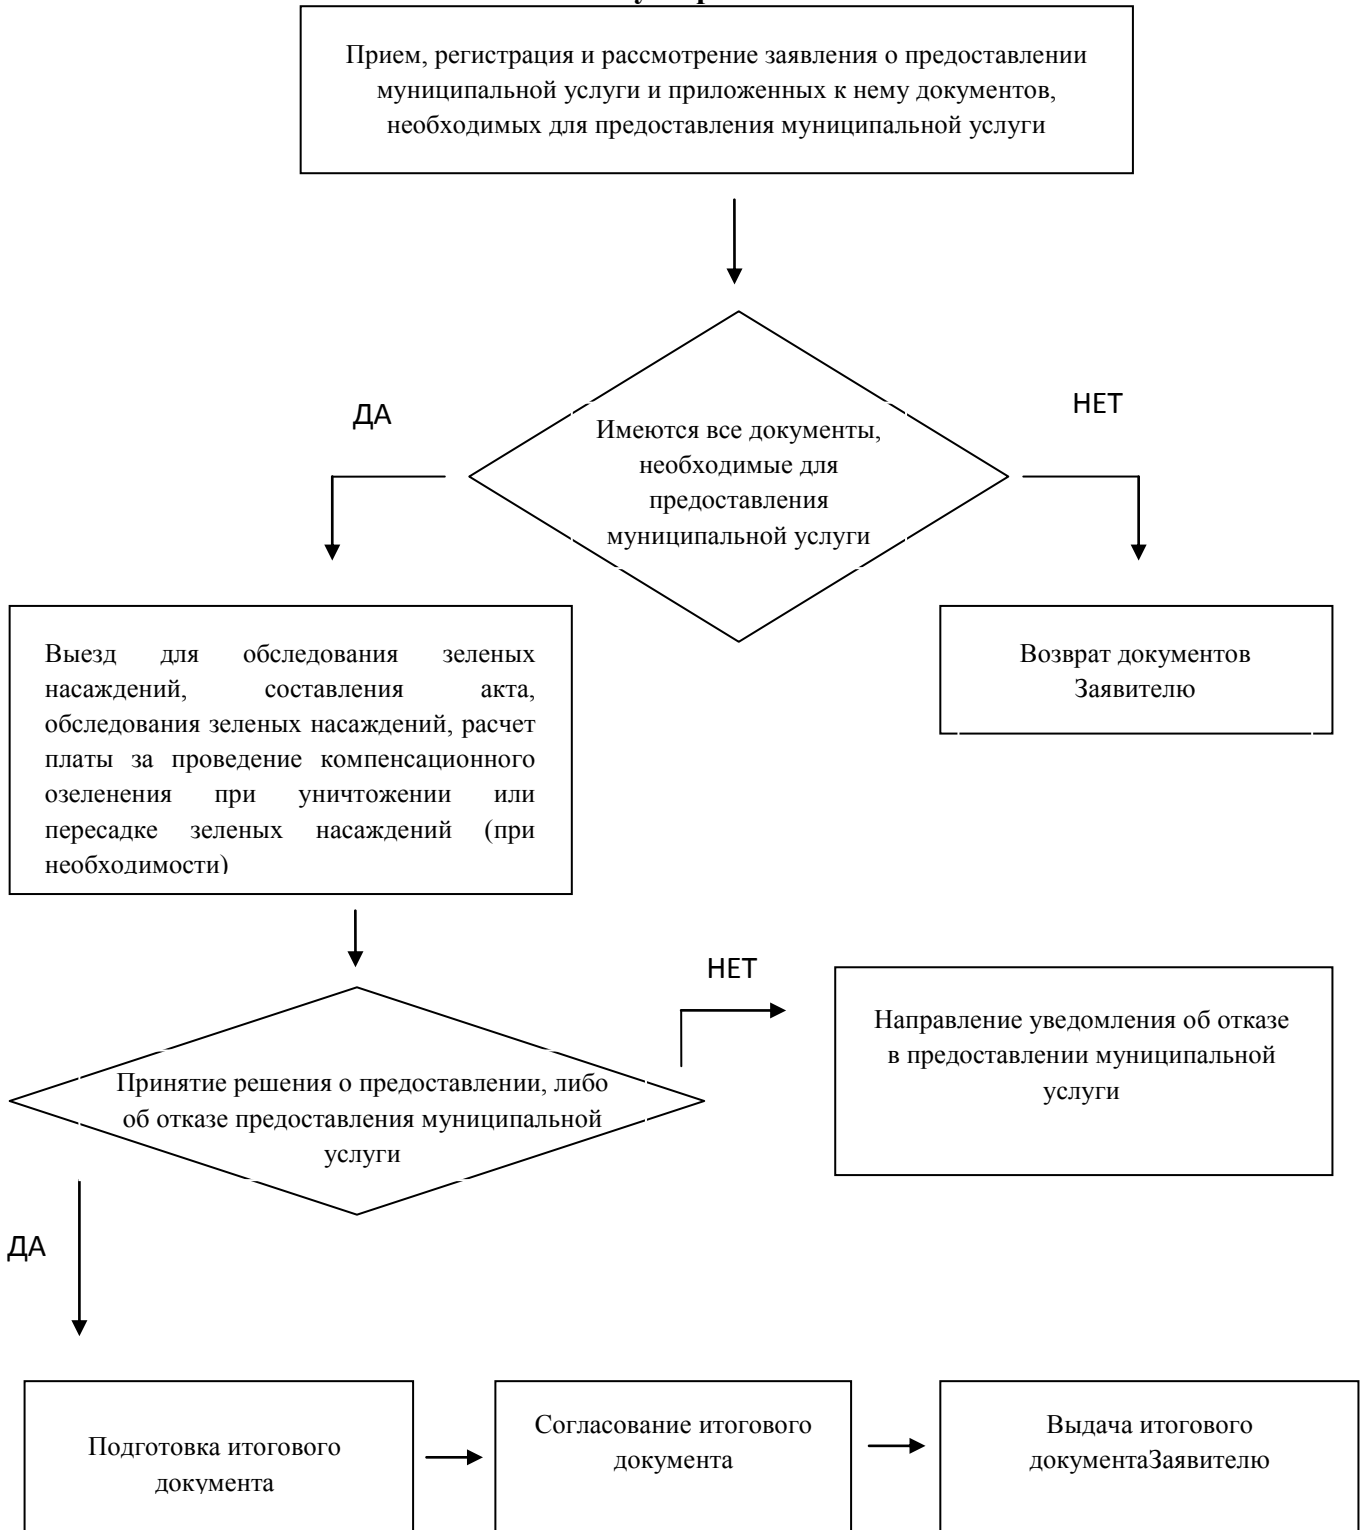 Прием, регистрация и рассмотрение заявления о предоставлении
муниципальной услуги и приложенных к нему документов,
необходимых для предоставления муниципальной услуги
ДА
НЕТ
Имеются все документы,
необходимые для
предоставления
муниципальной услуги
Выезд для обследования зеленых
насаждений, составления акта,
обследования зеленых насаждений, расчет
платы за проведение компенсационного
озеленения при уничтожении или
пересадке зеленых насаждений (при
необходимости)
Возврат документов
Заявителю
НЕТ
Принятие решения о предоставлении, либо
об отказе предоставления муниципальной
услуги
Направление уведомления об отказе
в предоставлении муниципальной
услуги
ДА
Подготовка итогового
документа
Согласование итогового
документа
Выдача итогового
документаЗаявителю